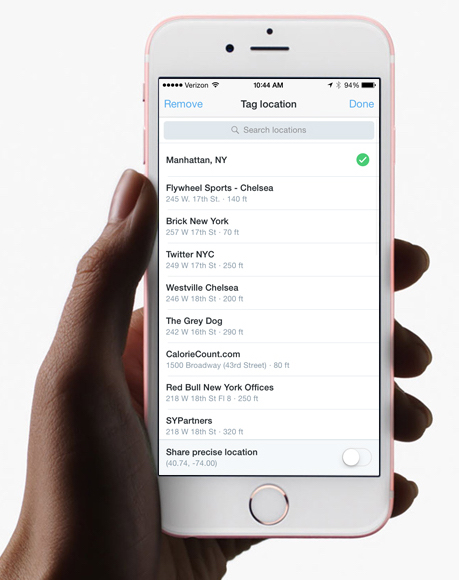 Verizon 10:44 AM 94%
Remove Tag location Done
Search locations
Manhattan, NY
Flywheel Sports - Chelsea
245 W. 17th St. · 140 ft
Brick New York
257 W 17th St · 70 ft
Twitter NYC
249 W 17th St · 250 ft
Westville Chelsea
246 W 18th St · 200 ft
The Grey Dog
242 W 16th St · 290 ft
CalorieCount.com
1500 Broadway (43rd Street) · 80 ft
Red Bull New York Offices
218 W 18th St Fl 8 · 250 ft
SYPartners
218 W 18th St · 320 ft
Share precise location
(40.74, -74.00)